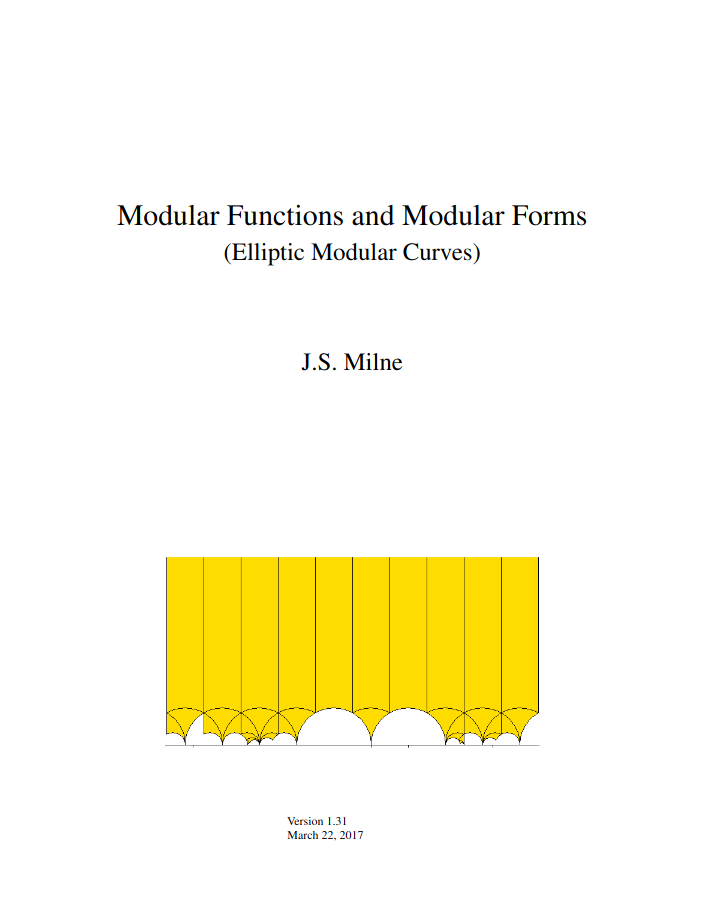 Modular Functions and Modular Forms
(Elliptic Modular Curves)
J.S. Milne
Version 1.31
March 22, 2017